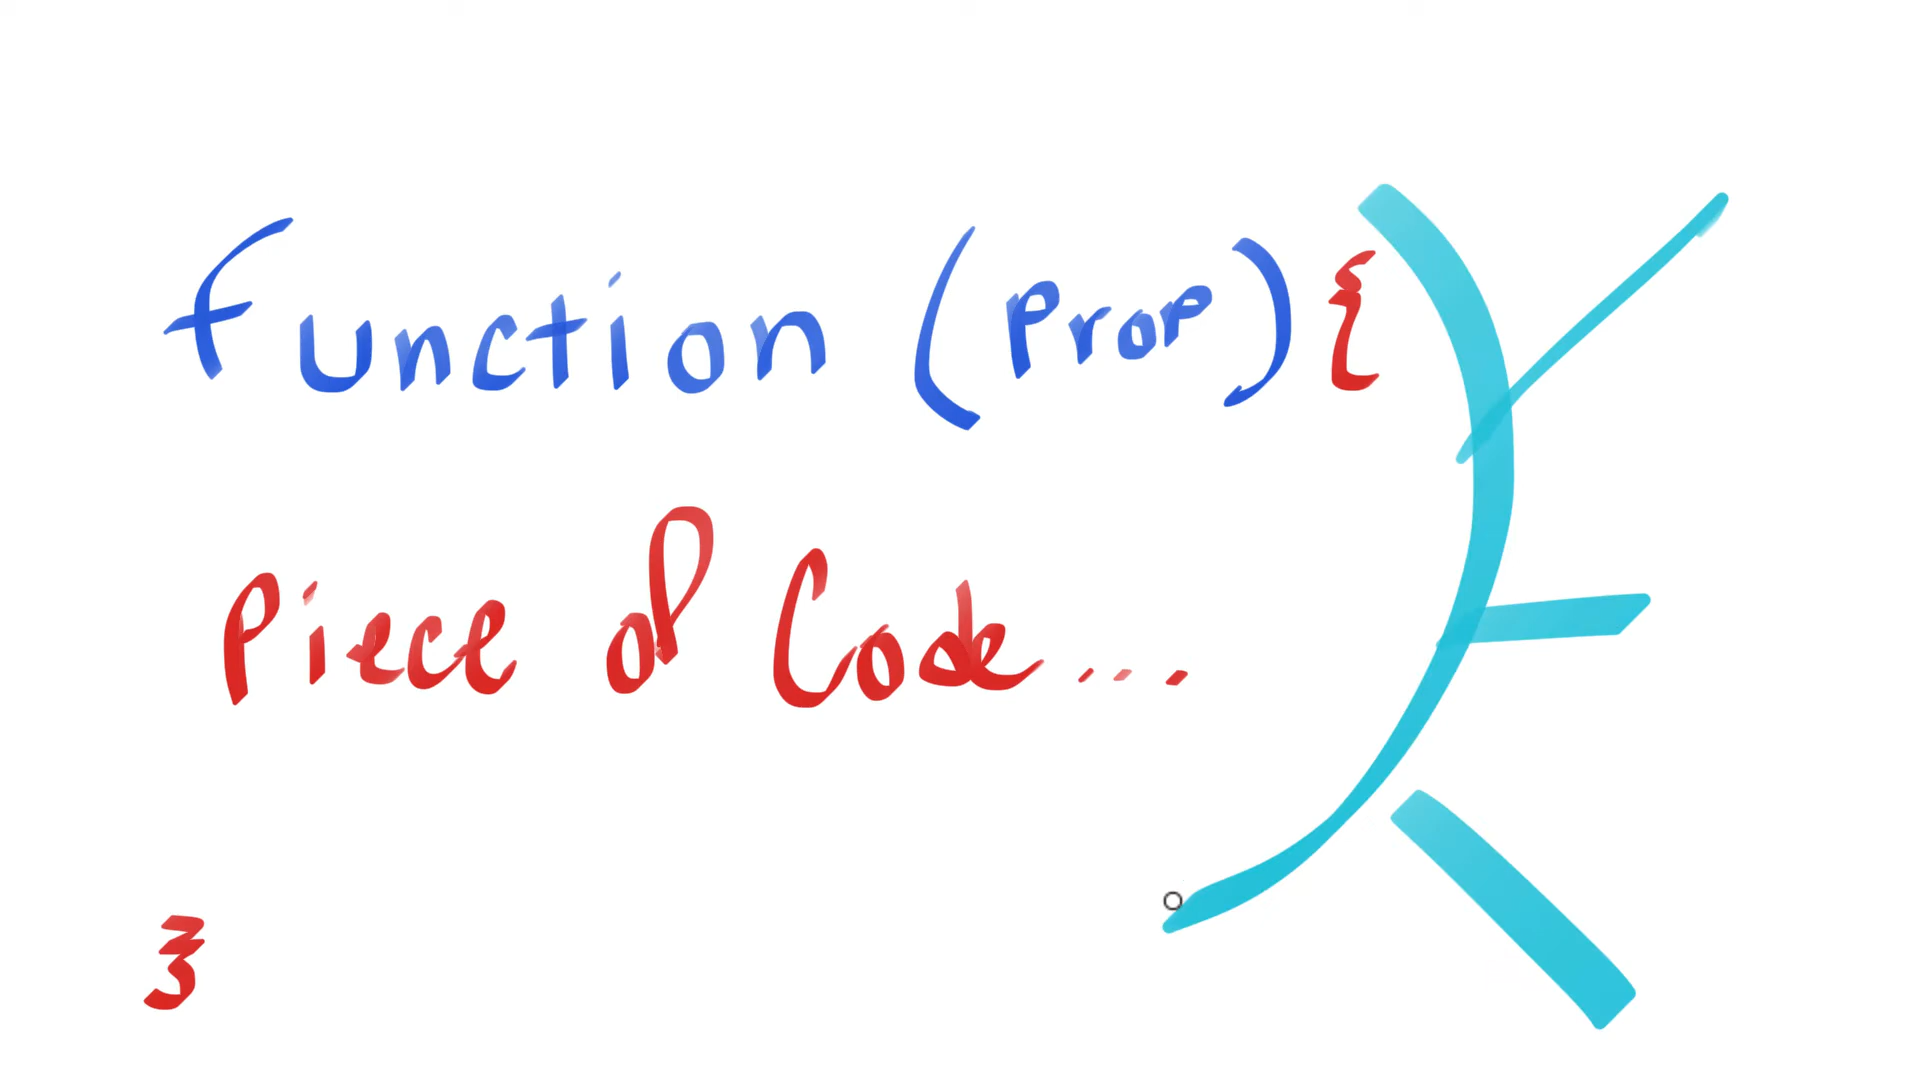 function (Prop){
Piece of Code...
}